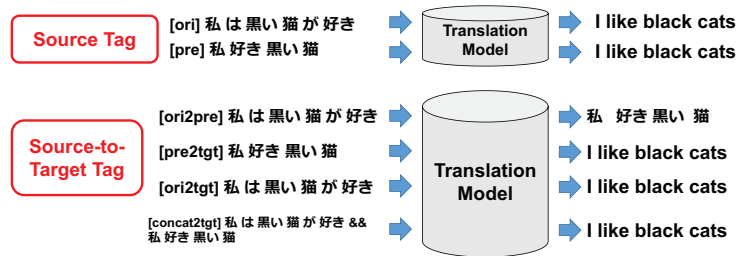 Source Tag
[ori] 私 は 黒い 猫 が 好き
[pre] 私 好き 黒い 猫
Translation
Model
I like black cats
I like black cats
Source-to-
Target Tag
[ori2pre] 私 は 黒い 猫 が 好き
[pre2tgt] 私 好き 黒い 猫
[ori2tgt] 私 は 黒い 猫 が 好き
[concat2tgt] 私 は 黒い 猫 が 好き &&
私 好き 黒い 猫
Translation
Model
私 好き 黒い 猫
I like black cats
I like black cats
I like black cats